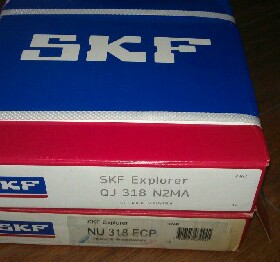 SKF
SKF
SKF Explorer
QJ 318 N2MA
SKF
SKF Explorer
NU 318 ECP